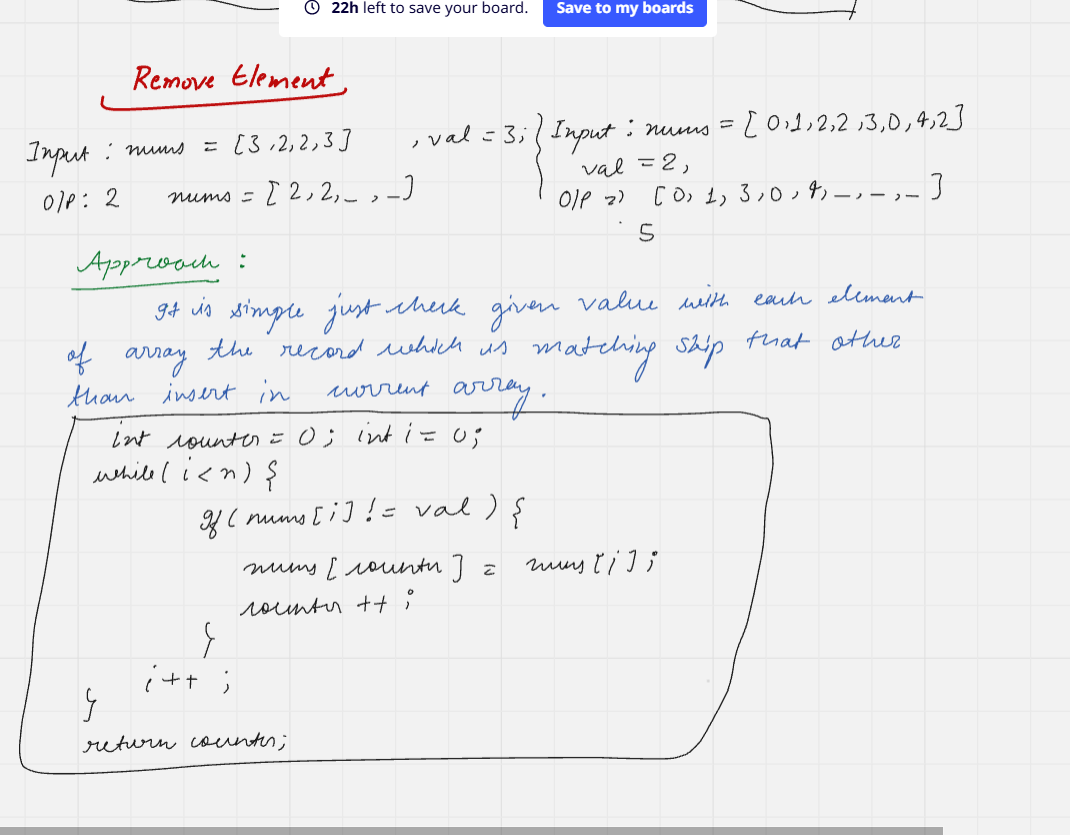 22h left to save your board. Save to my boards
Remove Element
Input : nums = [3,2,2,3] , val = 3;
O/P: 2 nums = [2,2,_,_]
Input : nums = [0,1,2,2,3,0,4,2]
val = 2,
O/P => [0, 1, 3, 0, 4, _, _, _]
5
Approach :
It is simple just check given value with each element
of array the record which is matching skip that other
than insert in current array.
int counter = 0; int i = 0;
while( i < n) {
if ( nums[i] != val ) {
nums [counter] = nums[i];
counter ++ ;
}
i++ ;
}
return counter;